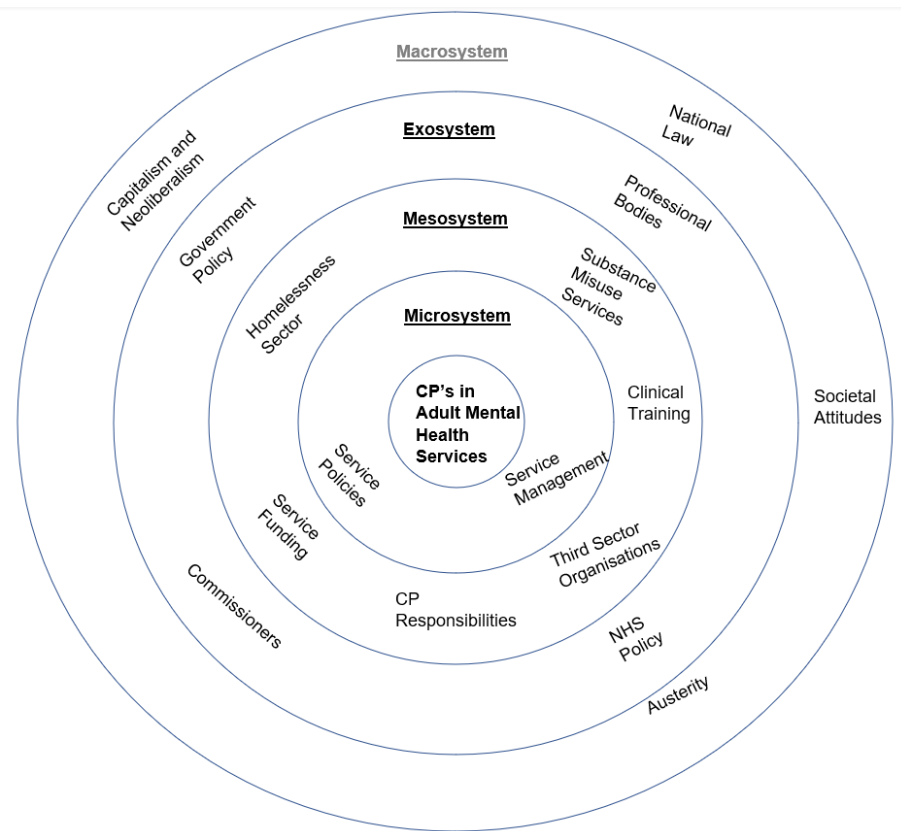 Macrosystem
National
Law
Capitalism and
Neoliberalism
Exosystem
Professional
Bodies
Government
Policy
Mesosystem
Substance
Misuse
Services
Homelessness
Sector
Microsystem
CP's in
Adult Mental
Health
Services
Clinical
Training
Societal
Attitudes
Service
Policies
Service
Management
Service
Funding
Third Sector
Organisations
Commissioners
CP
Responsibilities
NHS
Policy
Austerity